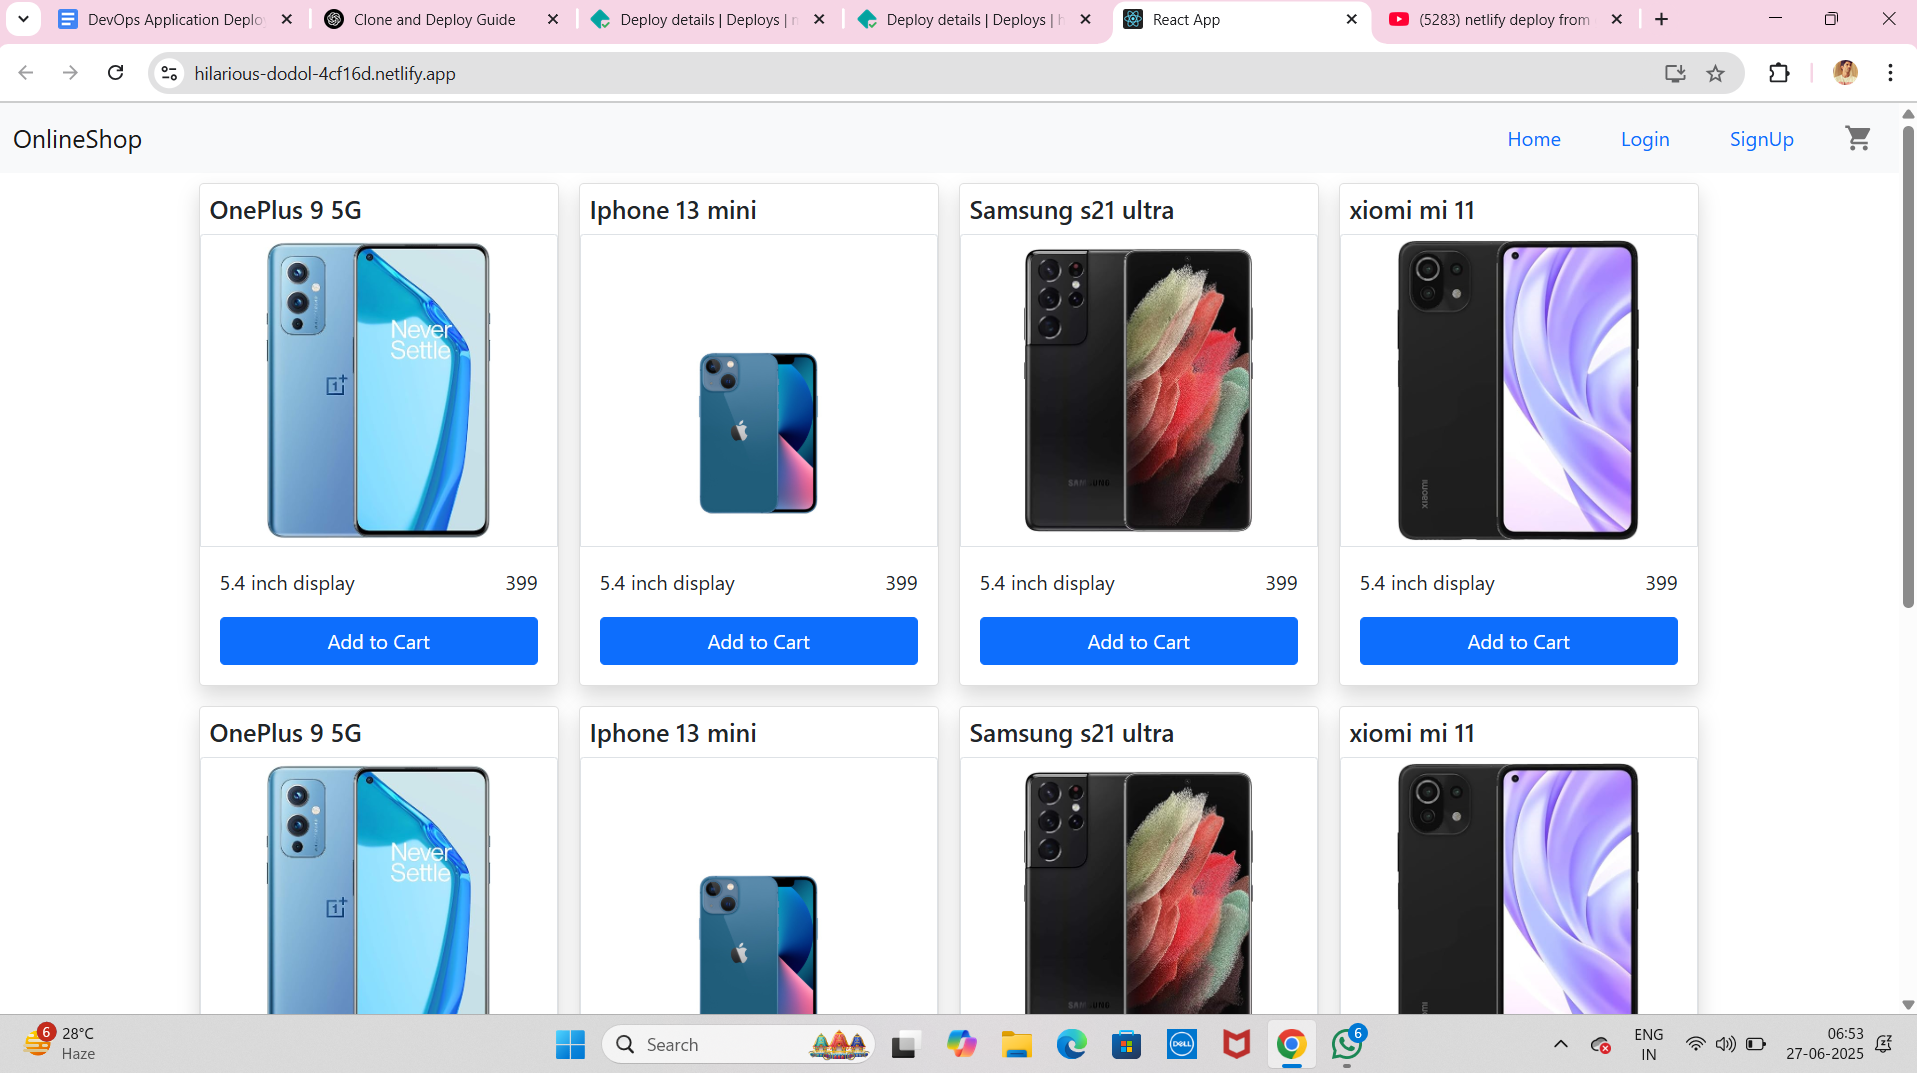 DevOps Application Deplo
Clone and Deploy Guide
Deploy details | Deploys |
Deploy details | Deploys |
React App
(5283) netlify deploy from
hilarious-dodol-4cf16d.netlify.app
OnlineShop
Home
Login
SignUp
OnePlus 9 5G
Iphone 13 mini
Samsung s21 ultra
xiomi mi 11
Never
Settle
SAMSUNG
xiaomi
5.4 inch display 399
5.4 inch display 399
5.4 inch display 399
5.4 inch display 399
Add to Cart
Add to Cart
Add to Cart
Add to Cart
OnePlus 9 5G
Iphone 13 mini
Samsung s21 ultra
xiomi mi 11
Never
Settle
SAMSUNG
6
28°C
Haze
Search
DELL
6
ENG
IN
06:53
27-06-2025